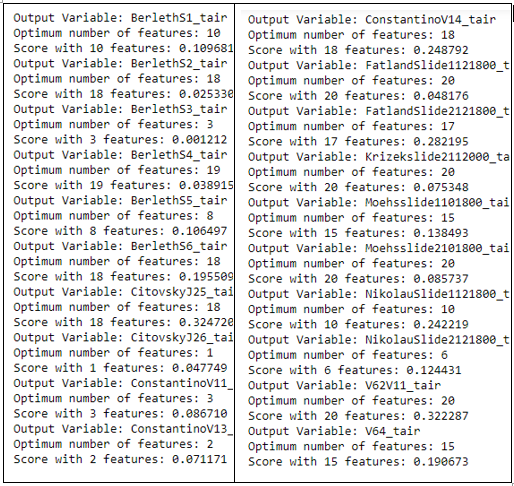 Output Variable: BerlethS1_tair
Optimum number of features: 10
Score with 10 features: 0.109681
Output Variable: BerlethS2_tair
Optimum number of features: 18
Score with 18 features: 0.025330
Output Variable: BerlethS3_tair
Optimum number of features: 3
Score with 3 features: 0.001212
Output Variable: BerlethS4_tair
Optimum number of features: 19
Score with 19 features: 0.038915
Output Variable: BerlethS5_tair
Optimum number of features: 8
Score with 8 features: 0.106497
Output Variable: BerlethS6_tair
Optimum number of features: 18
Score with 18 features: 0.195509
Output Variable: CitovskyJ25_tai
Optimum number of features: 18
Score with 18 features: 0.324720
Output Variable: CitovskyJ26_tai
Optimum number of features: 1
Score with 1 features: 0.047749
Output Variable: ConstantinoV11_
Optimum number of features: 3
Score with 3 features: 0.086710
Output Variable: ConstantinoV13_
Optimum number of features: 2
Score with 2 features: 0.071171
Output Variable: ConstantinoV14_tair
Optimum number of features: 18
Score with 18 features: 0.248792
Output Variable: FatlandSlide1121800_t
Optimum number of features: 20
Score with 20 features: 0.048176
Output Variable: FatlandSlide2121800_t
Optimum number of features: 17
Score with 17 features: 0.282195
Output Variable: Krizekslide2112000_ta
Optimum number of features: 20
Score with 20 features: 0.075348
Output Variable: Moehsslide1101800_tai
Optimum number of features: 15
Score with 15 features: 0.138493
Output Variable: Moehsslide2101800_tai
Optimum number of features: 20
Score with 20 features: 0.085737
Output Variable: NikolauSlide1121800_t
Optimum number of features: 10
Score with 10 features: 0.242219
Output Variable: NikolauSlide2121800_t
Optimum number of features: 6
Score with 6 features: 0.124431
Output Variable: V62V11_tair
Optimum number of features: 20
Score with 20 features: 0.322287
Output Variable: V64_tair
Optimum number of features: 15
Score with 15 features: 0.190673